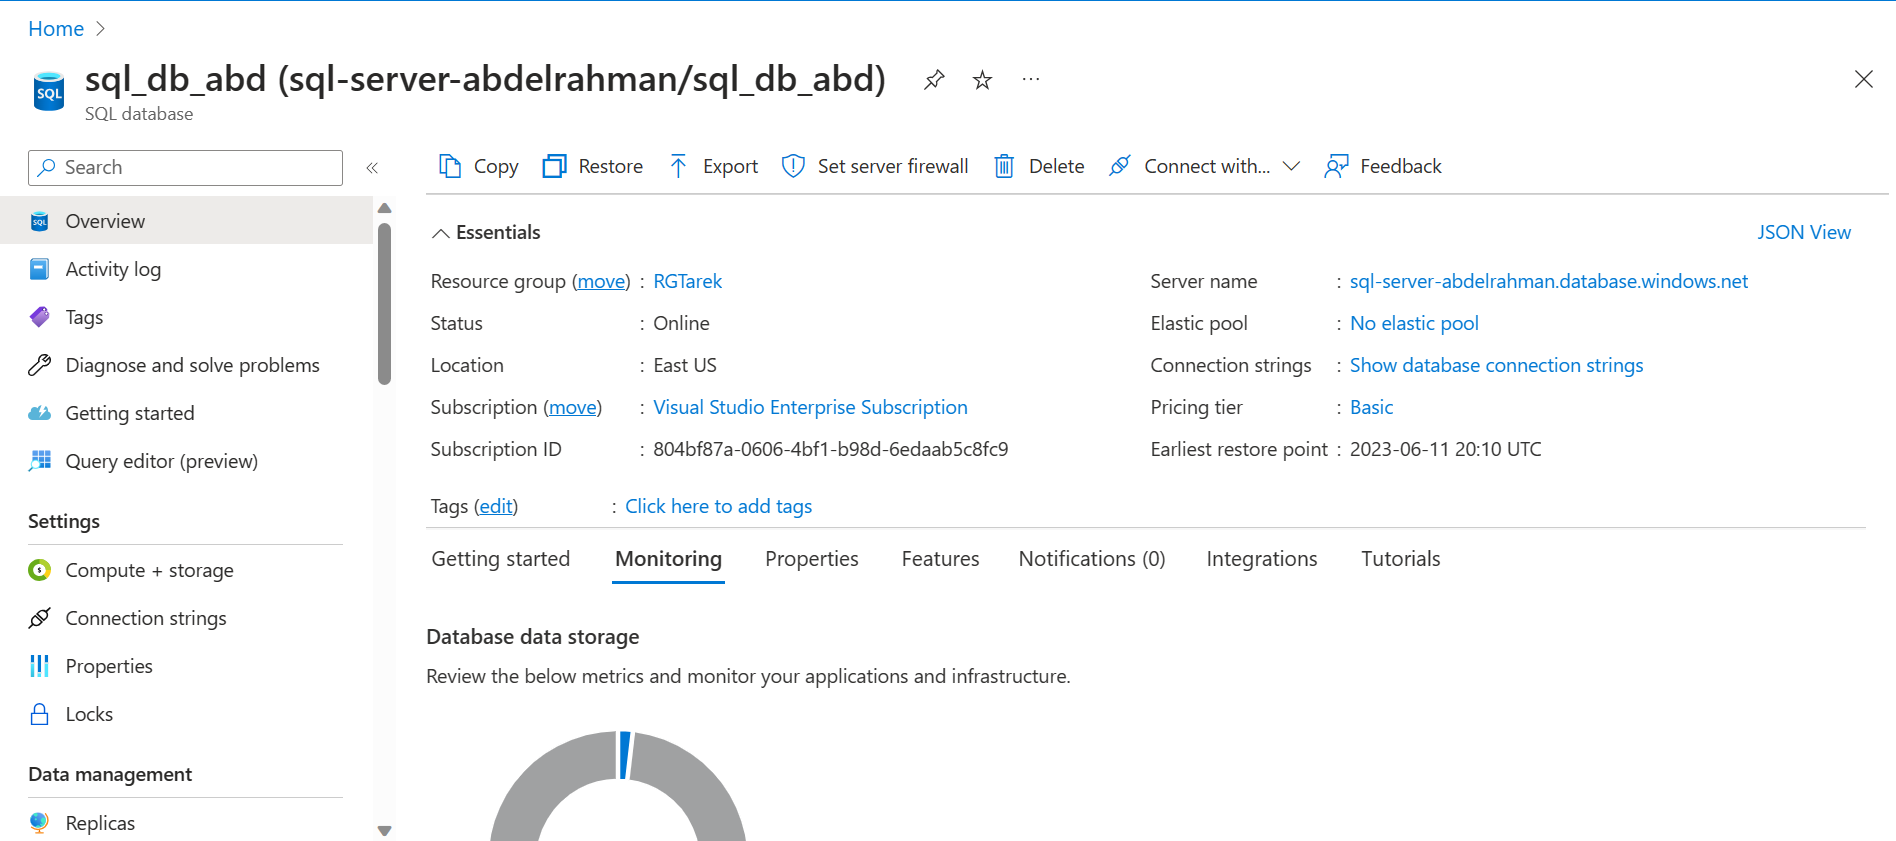 Home
sql_db_abd (sql-server-abdelrahman/sql_db_abd)
SQL
SQL database
Search
«
Overview
Activity log
Tags
Diagnose and solve problems
Getting started
Query editor (preview)
Settings
Compute + storage
Connection strings
Properties
Locks
Data management
Replicas
Copy Restore Export Set server firewall Delete Connect with... Feedback
Essentials JSON View
Resource group (move) : RGTarek
Status : Online
Location : East US
Subscription (move) : Visual Studio Enterprise Subscription
Subscription ID : 804bf87a-0606-4bf1-b98d-6edaab5c8fc9
Server name : sql-server-abdelrahman.database.windows.net
Elastic pool : No elastic pool
Connection strings : Show database connection strings
Pricing tier : Basic
Earliest restore point : 2023-06-11 20:10 UTC
Tags (edit) : Click here to add tags
Getting started Monitoring Properties Features Notifications (0) Integrations Tutorials
Database data storage
Review the below metrics and monitor your applications and infrastructure.